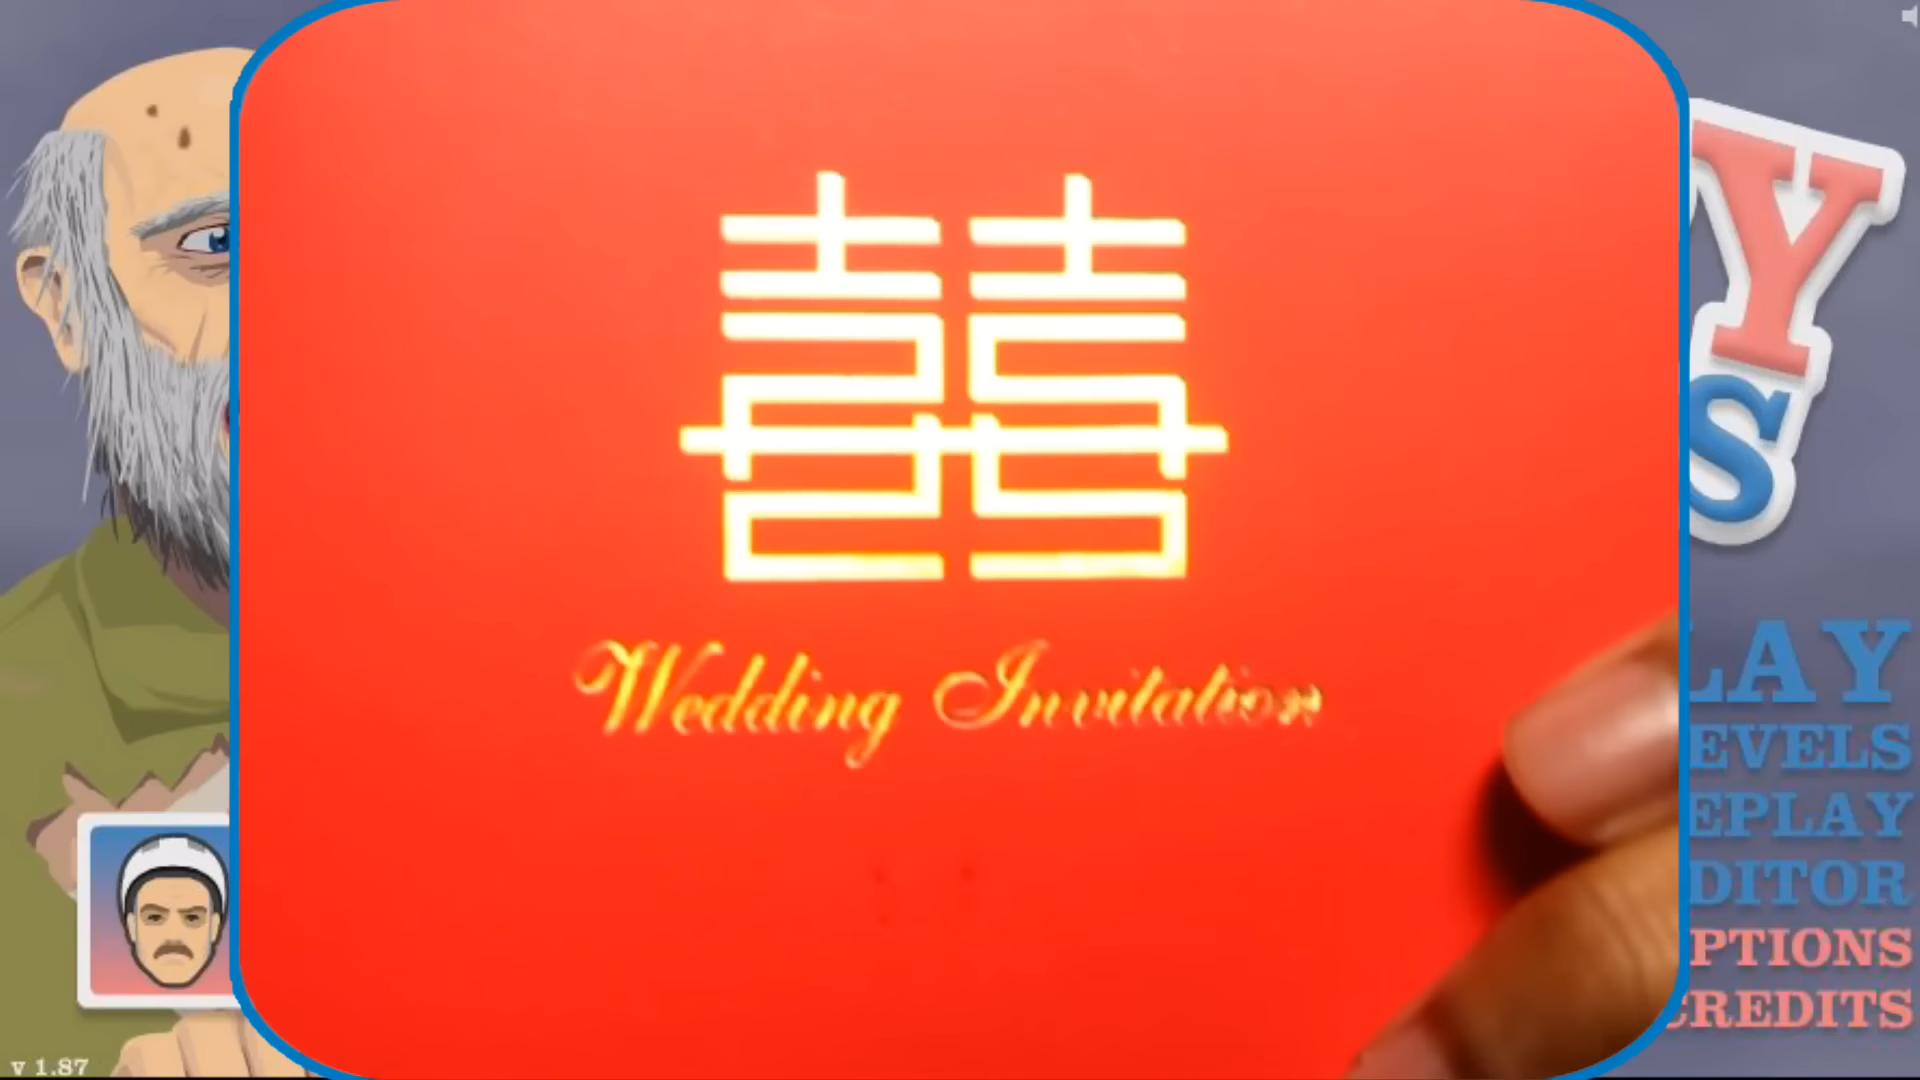 囍
Wedding Invitation
Y
S
LAY
EVELS
EPLAY
DITOR
PTIONS
CREDITS
v 1.87